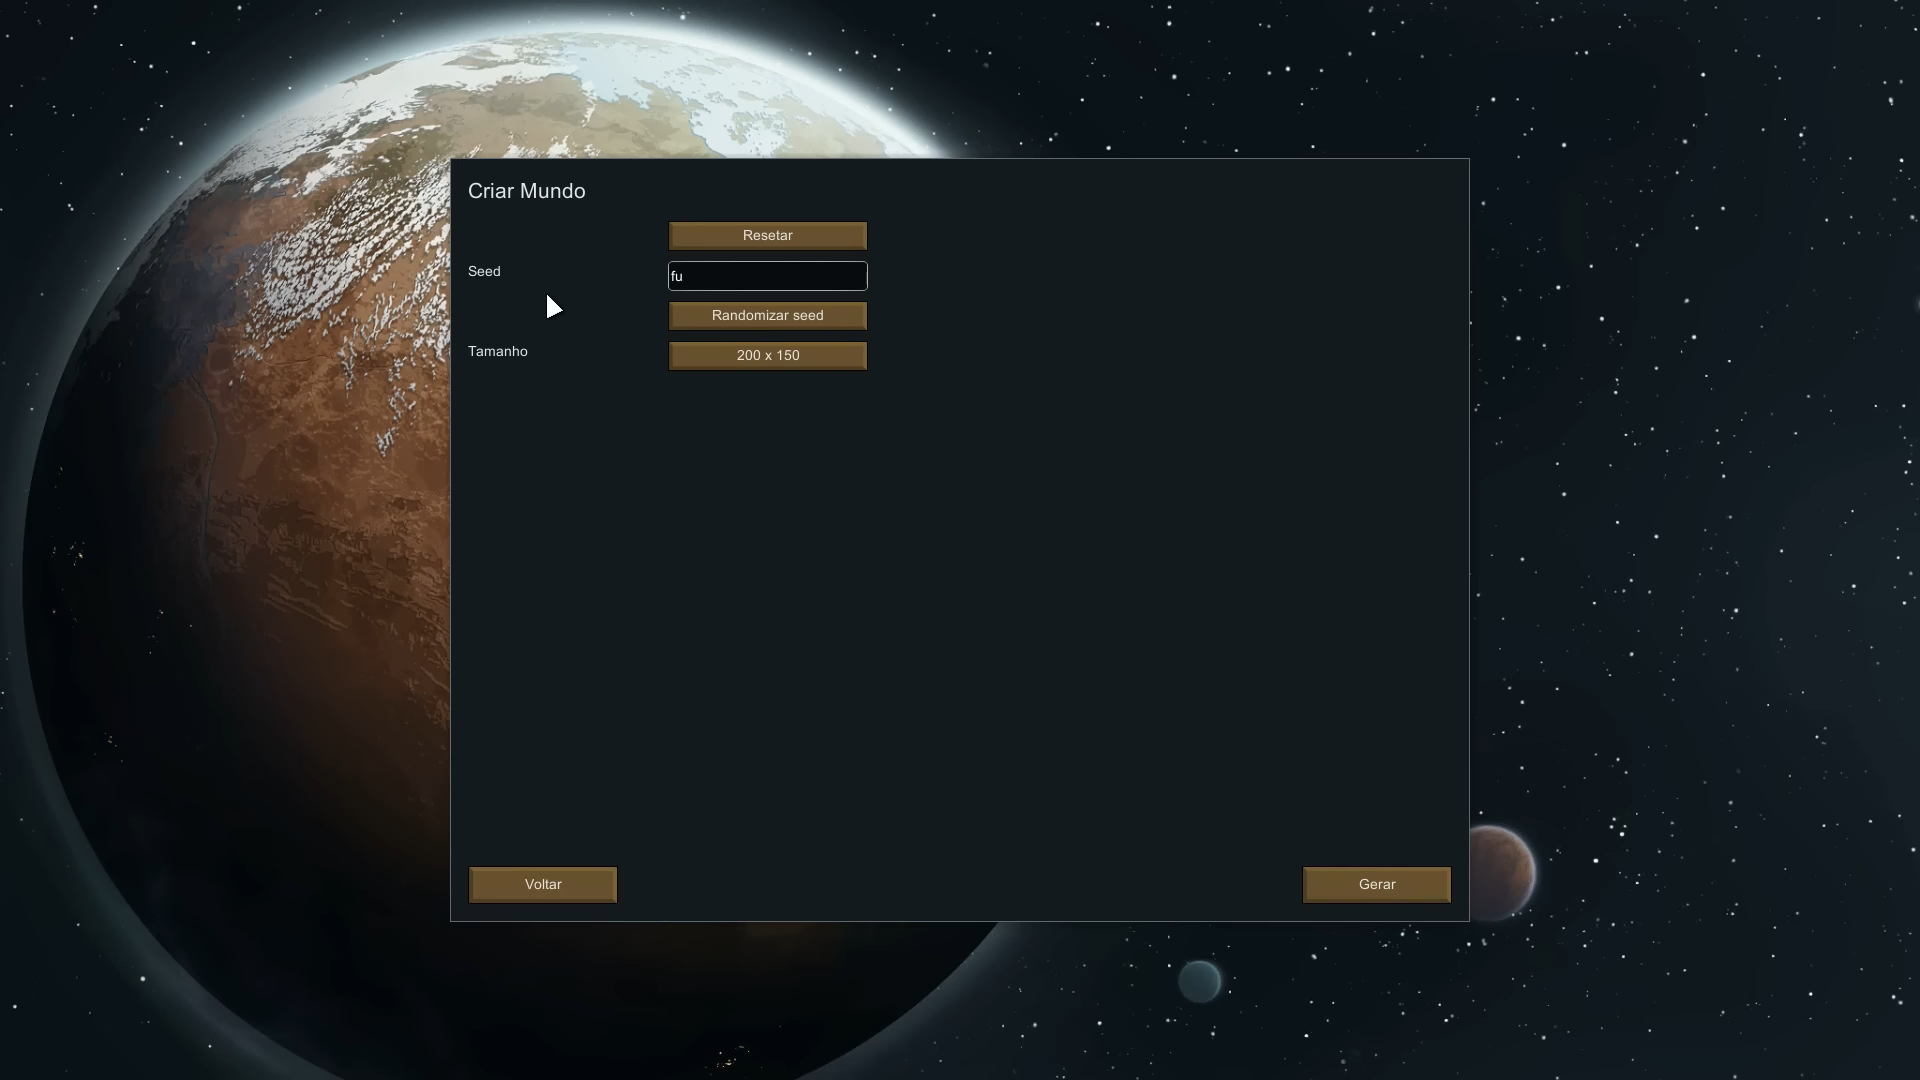 Criar Mundo
Resetar
Seed
fu
Randomizar seed
Tamanho
200 x 150
Voltar
Gerar